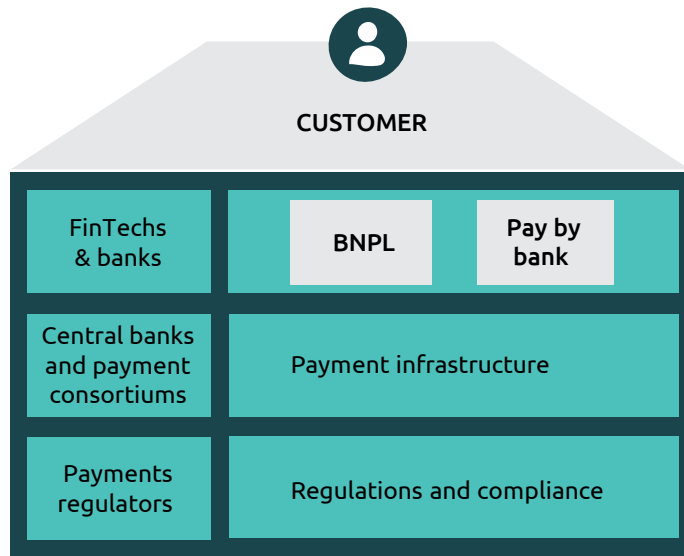 CUSTOMER
FinTechs
& banks
BNPL
Pay by
bank
Central banks
and payment
consortiums
Payment infrastructure
Payments
regulators
Regulations and compliance